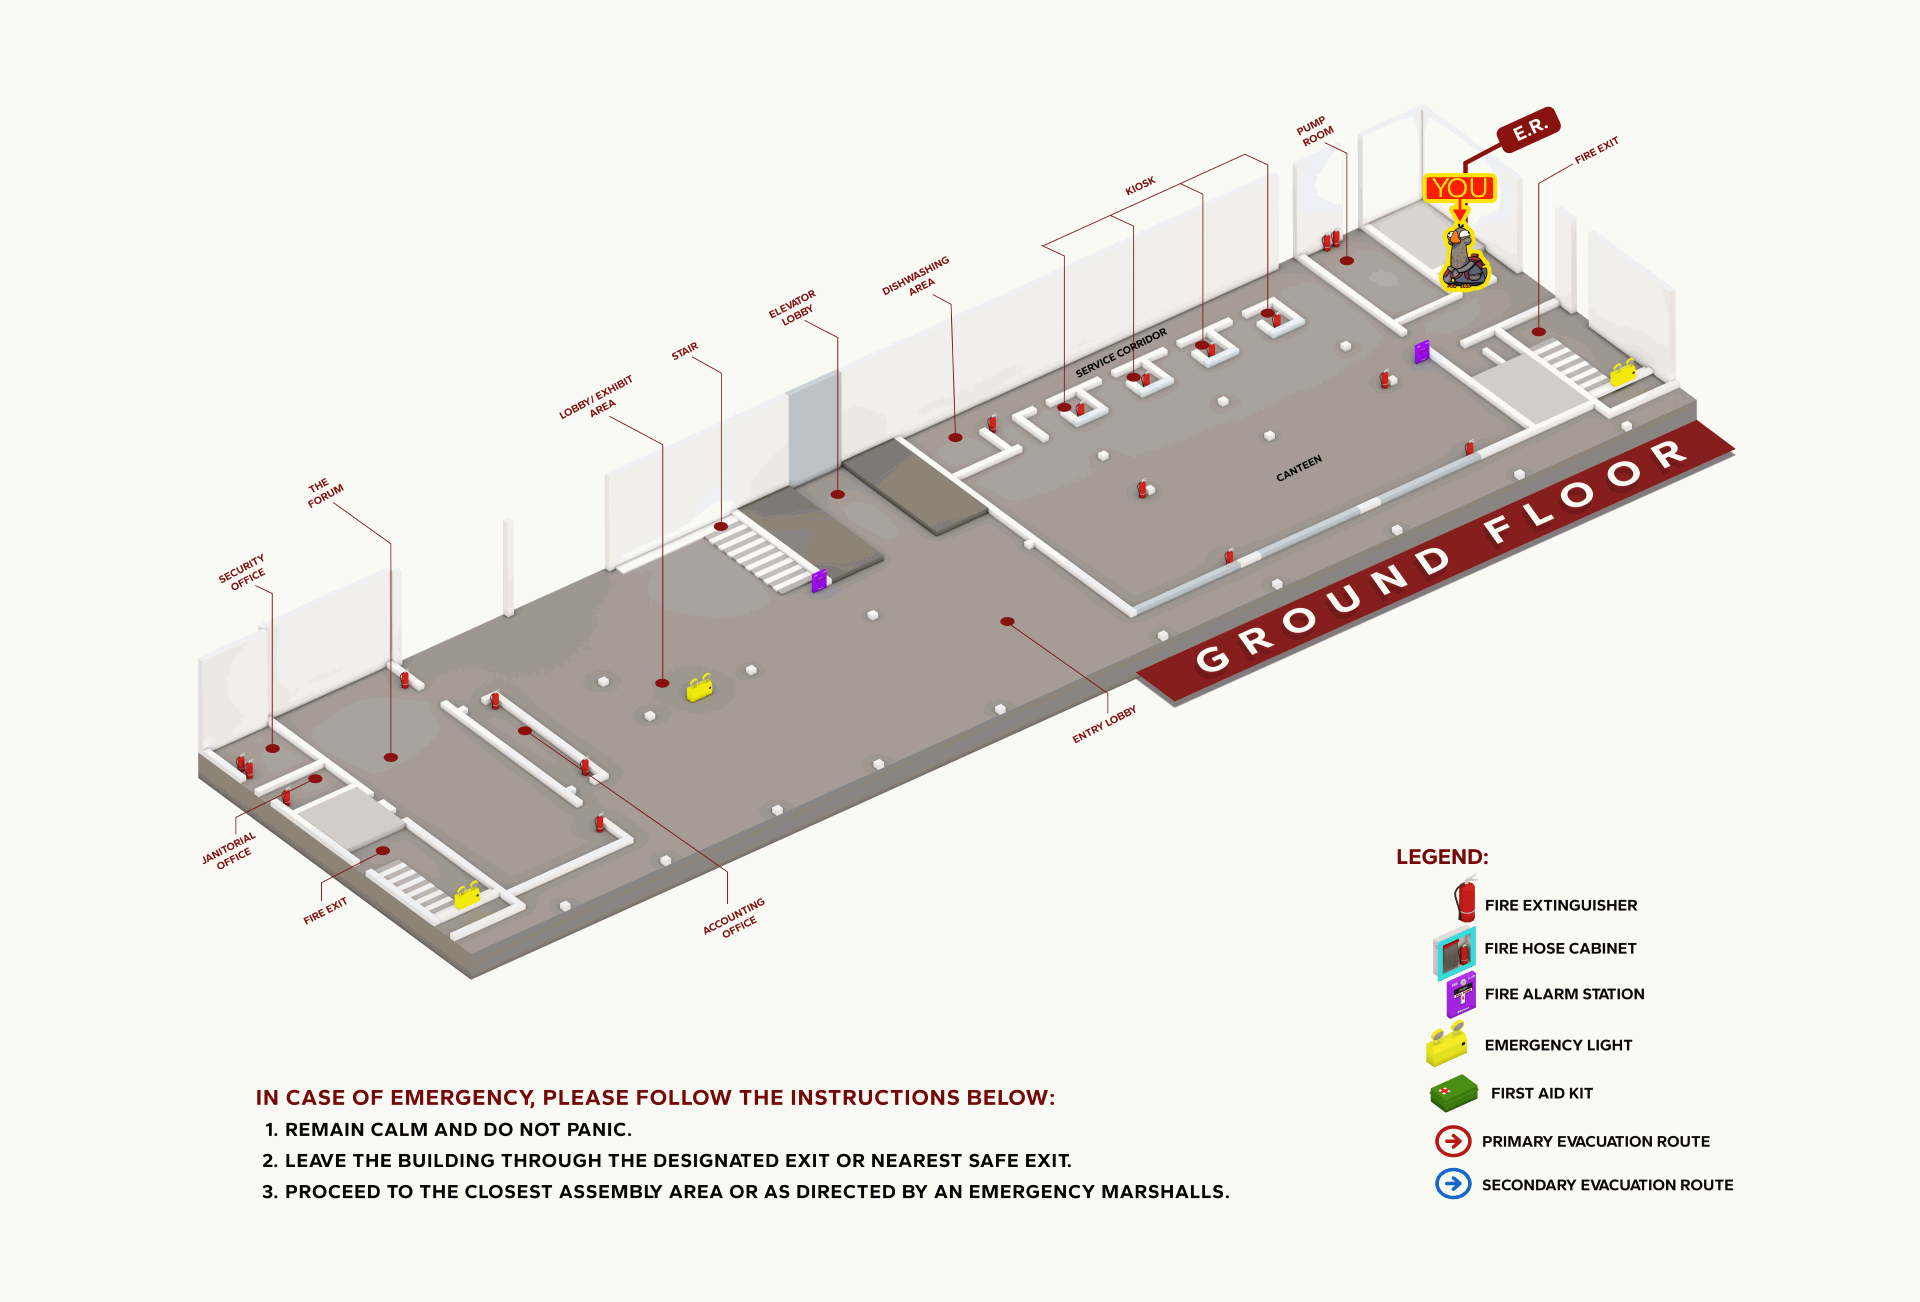 E.R.
YOU
PUMP
ROOM
FIRE EXIT
KIOSK
DISHWASHING
AREA
ELEVATOR
LOBBY
STAIR
LOBBY/ EXHIBIT
AREA
THE
FORUM
SECURITY
OFFICE
SERVICE CORRIDOR
CANTEEN
GROUND FLOOR
ENTRY LOBBY
JANITORIAL
OFFICE
FIRE EXIT
ACCOUNTING
OFFICE
LEGEND:
FIRE EXTINGUISHER
FIRE HOSE CABINET
FIRE ALARM STATION
EMERGENCY LIGHT
FIRST AID KIT
PRIMARY EVACUATION ROUTE
SECONDARY EVACUATION ROUTE
IN CASE OF EMERGENCY, PLEASE FOLLOW THE INSTRUCTIONS BELOW:
1. REMAIN CALM AND DO NOT PANIC.
2. LEAVE THE BUILDING THROUGH THE DESIGNATED EXIT OR NEAREST SAFE EXIT.
3. PROCEED TO THE CLOSEST ASSEMBLY AREA OR AS DIRECTED BY AN EMERGENCY MARSHALLS.